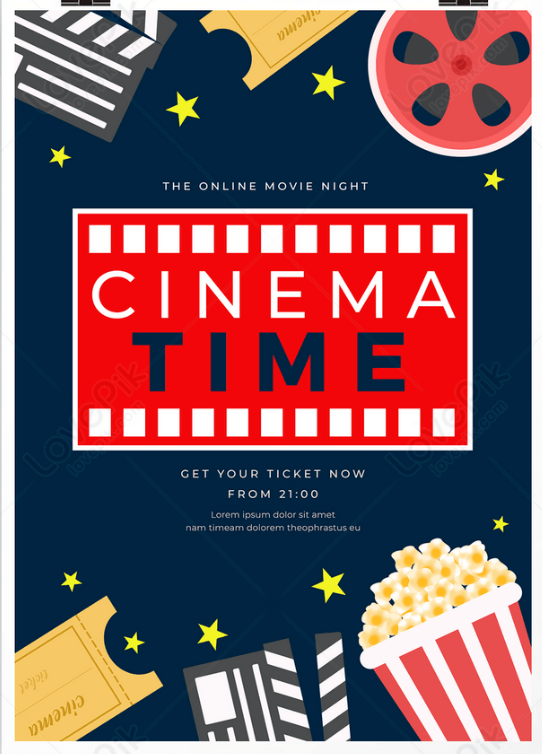 cinema
THE ONLINE MOVIE NIGHT
CINEMA
TIME
GET YOUR TICKET NOW
FROM 21:00
Lorem ipsum dolor sit amet
nam timeam dolorem theophrastus eu
ticket
cinema